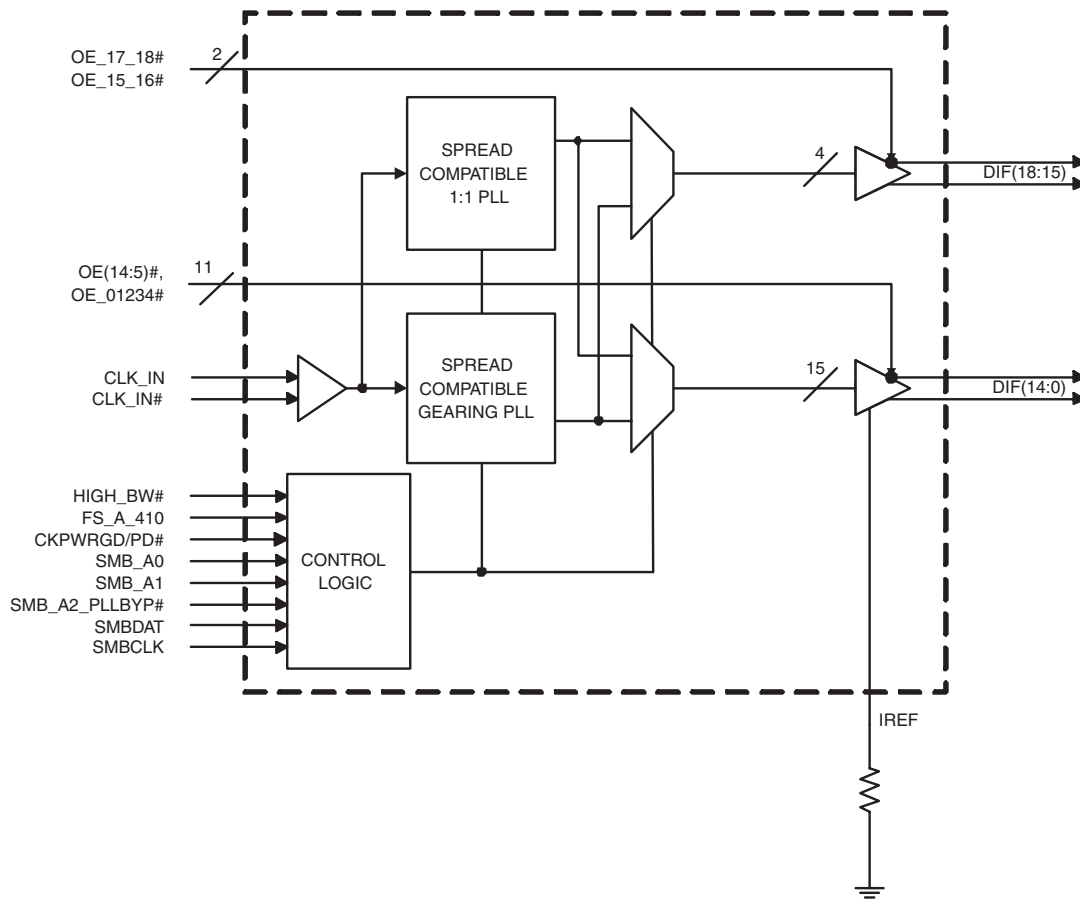 OE_17_18#
OE_15_16#
2
SPREAD
COMPATIBLE
1:1 PLL
4
DIF(18:15)
OE(14:5)#,
OE_01234#
11
CLK_IN
CLK_IN#
SPREAD
COMPATIBLE
GEARING PLL
15
DIF(14:0)
HIGH_BW#
FS_A_410
CKPWRGD/PD#
SMB_A0
SMB_A1
SMB_A2_PLLBYP#
SMBDAT
SMBCLK
CONTROL
LOGIC
IREF